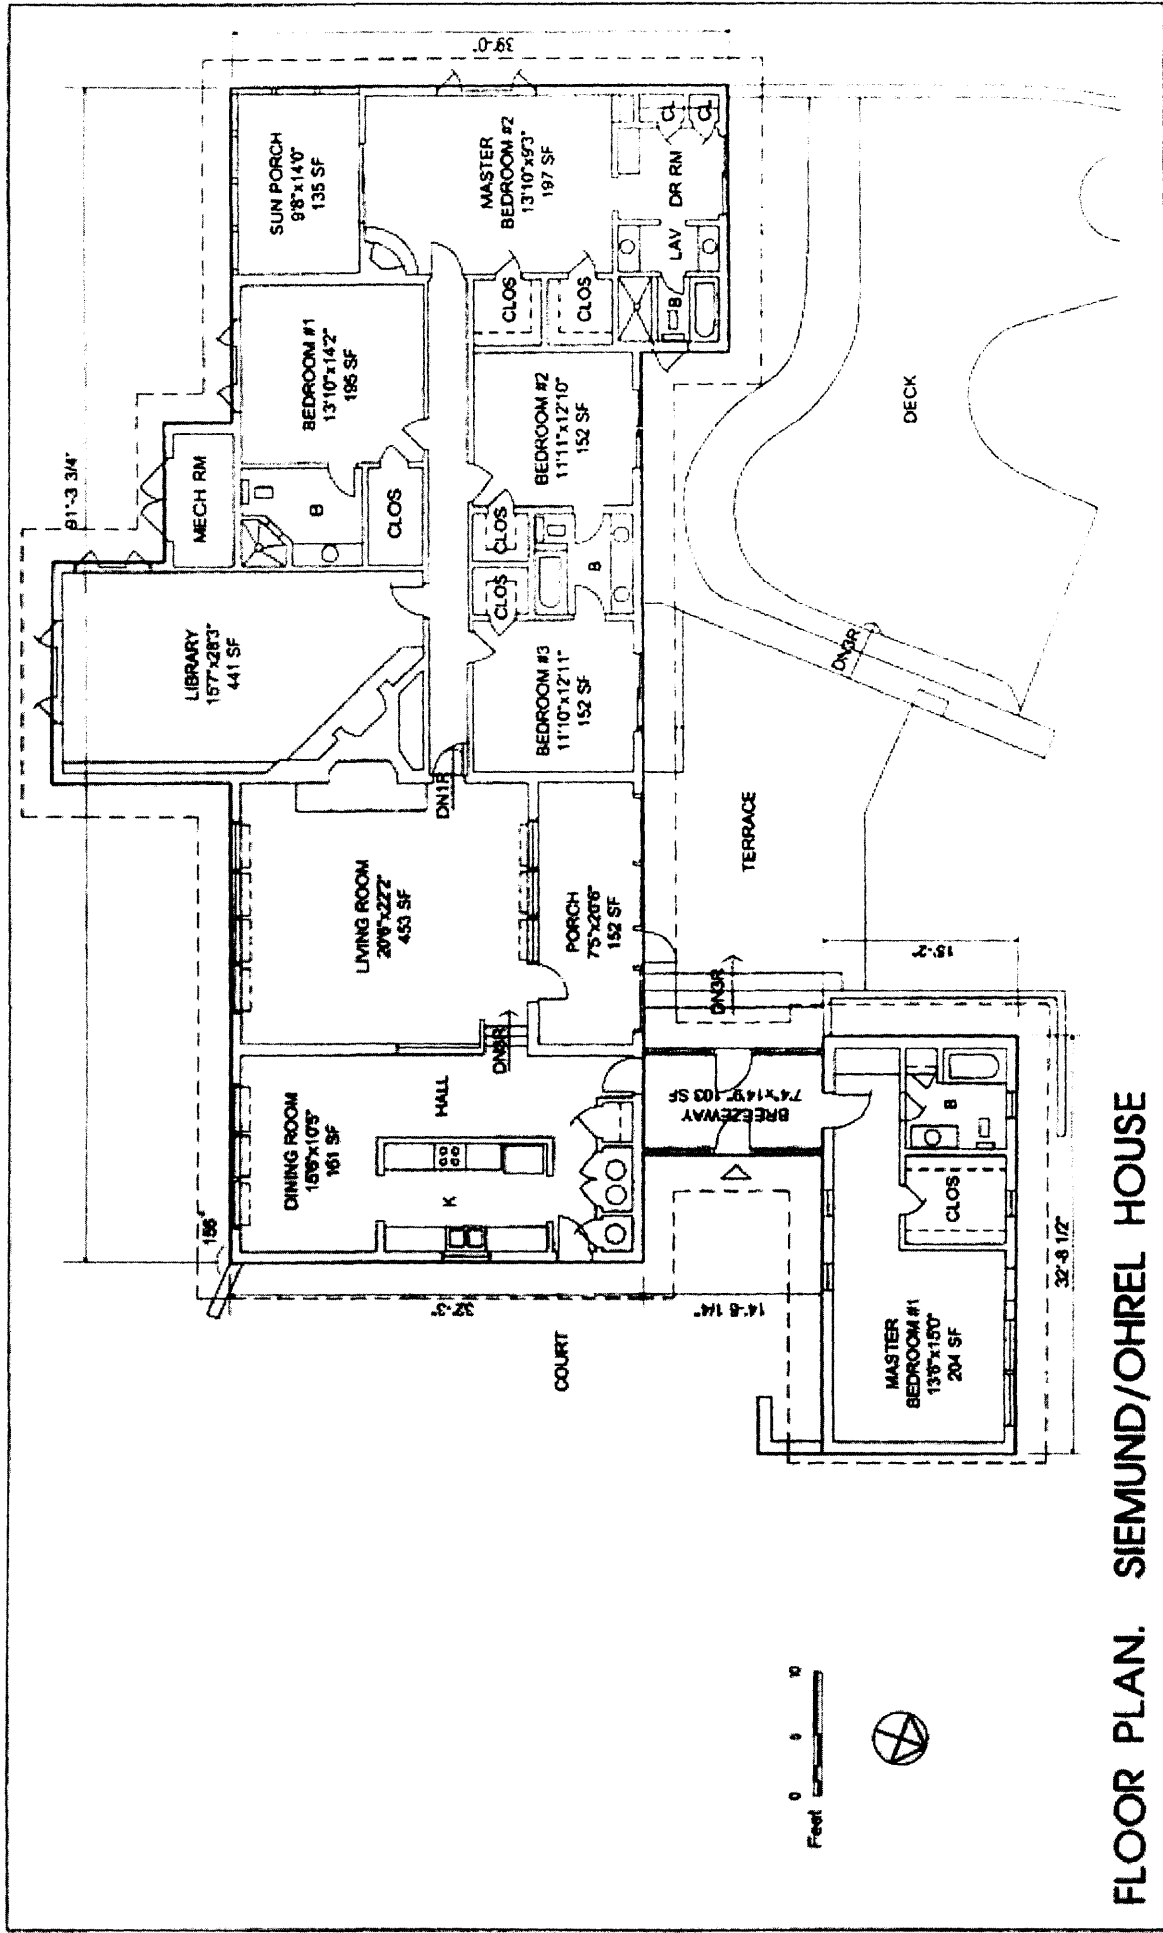 91'-3 3/4"
39'-0"
SUN PORCH
9'8"x14'0"
135 SF
MASTER
BEDROOM #2
13'10"x9'3"
197 SF
CL
CL
DR RM
LAV
B
CLOS
CLOS
BEDROOM #1
13'10"x14'2"
195 SF
MECH RM
B
CLOS
BEDROOM #2
11'11"x12'10"
152 SF
CLOS
CLOS
B
BEDROOM #3
11'10"x12'11"
152 SF
LIBRARY
15'7"x28'3"
441 SF
DN1R
LIVING ROOM
20'6"x22'2"
453 SF
PORCH
7'5"x20'6"
152 SF
DINING ROOM
15'6"x10'5"
161 SF
HALL
K
DN3R
DN3R
DN3R
TERRACE
DECK
BREEZEWAY
7'4"x14'9" 103 SF
15'-2"
B
CLOS
MASTER
BEDROOM #1
13'6"x15'0"
204 SF
32'-8 1/2"
14'-8 1/4"
32'-3"
156
COURT
0 5 10
Feet
FLOOR PLAN. SIEMUND/OHREL HOUSE